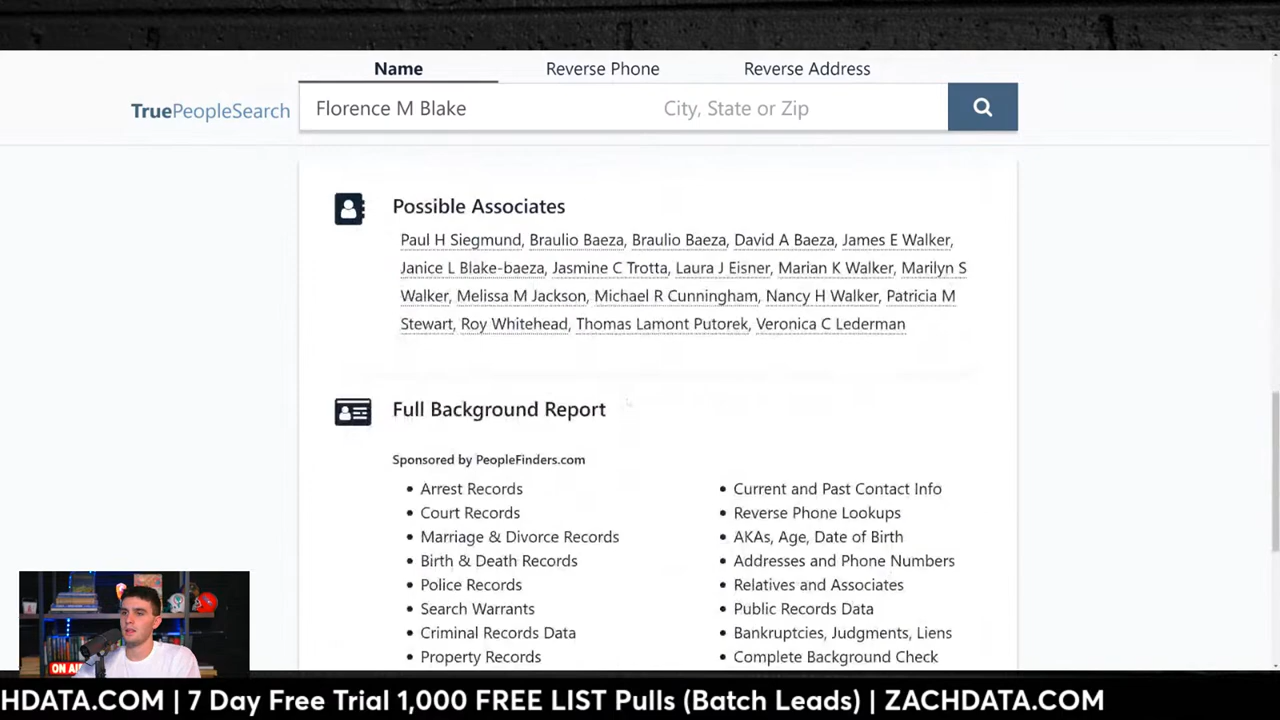 Name Reverse Phone Reverse Address
TruePeopleSearch Florence M Blake City, State or Zip
Possible Associates
Paul H Siegmund, Braulio Baeza, Braulio Baeza, David A Baeza, James E Walker,
Janice L Blake-baeza, Jasmine C Trotta, Laura J Eisner, Marian K Walker, Marilyn S
Walker, Melissa M Jackson, Michael R Cunningham, Nancy H Walker, Patricia M
Stewart, Roy Whitehead, Thomas Lamont Putorek, Veronica C Lederman
Full Background Report
Sponsored by PeopleFinders.com
• Arrest Records
• Court Records
• Marriage & Divorce Records
• Birth & Death Records
• Police Records
• Search Warrants
• Criminal Records Data
• Property Records
• Current and Past Contact Info
• Reverse Phone Lookups
• AKAs, Age, Date of Birth
• Addresses and Phone Numbers
• Relatives and Associates
• Public Records Data
• Bankruptcies, Judgments, Liens
• Complete Background Check
ON AI
HDATA.COM | 7 Day Free Trial 1,000 FREE LIST Pulls (Batch Leads) | ZACHDATA.COM